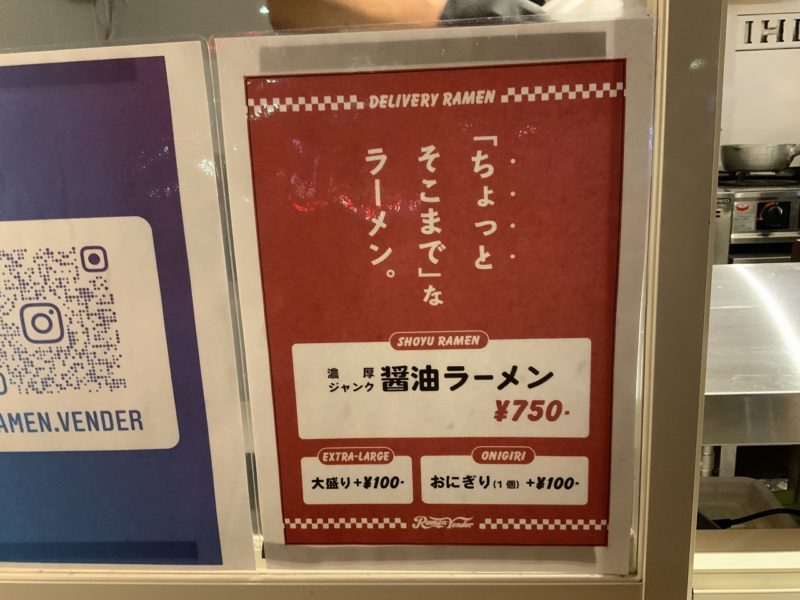 DELIVERY RAMEN
「ちょっと
そこまで」な
ラーメン。
SHOYU RAMEN
濃厚
ジャンク
醤油ラーメン
¥750-
EXTRA-LARGE
大盛り+¥100-
ONIGIRI
おにぎり(1個) +¥100-
Ramen Vender
AMEN.VENDER